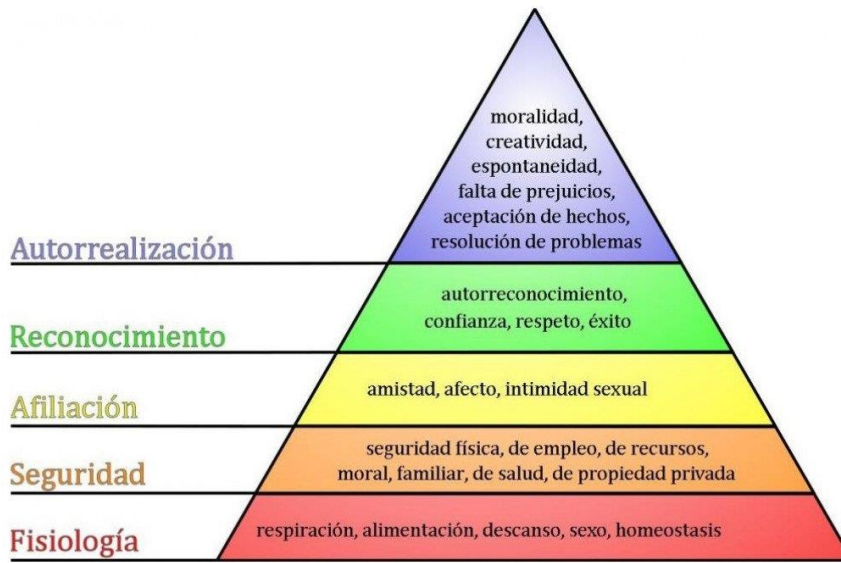 moralidad,
creatividad,
espontaneidad,
falta de prejuicios,
aceptación de hechos,
resolución de problemas
Autorrealización
autorreconocimiento,
confianza, respeto, éxito
Reconocimiento
amistad, afecto, intimidad sexual
Afiliación
seguridad física, de empleo, de recursos,
moral, familiar, de salud, de propiedad privada
Seguridad
respiración, alimentación, descanso, sexo, homeostasis
Fisiología